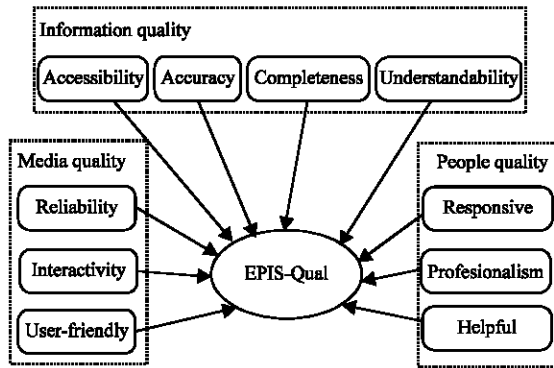 Information quality
Accessibility
Accuracy
Completeness
Understandability
Media quality
Reliability
Interactivity
User-friendly
EPIS-Qual
People quality
Responsive
Profesionalism
Helpful